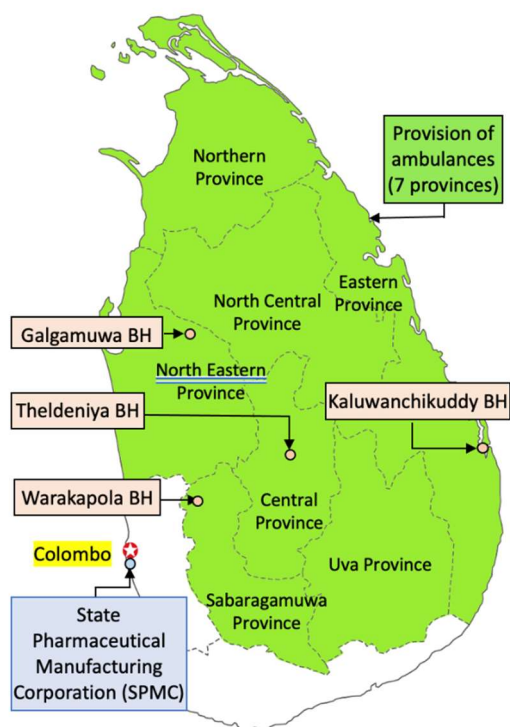 Northern
Province
Provision of
ambulances
(7 provinces)
Eastern
Province
North Central
Province
Galgamuwa BH
North Eastern
Province
Theldeniya BH
Kaluwanchikuddy BH
Warakapola BH
Central
Province
Colombo
Uva Province
Sabaragamuwa
Province
State
Pharmaceutical
Manufacturing
Corporation (SPMC)